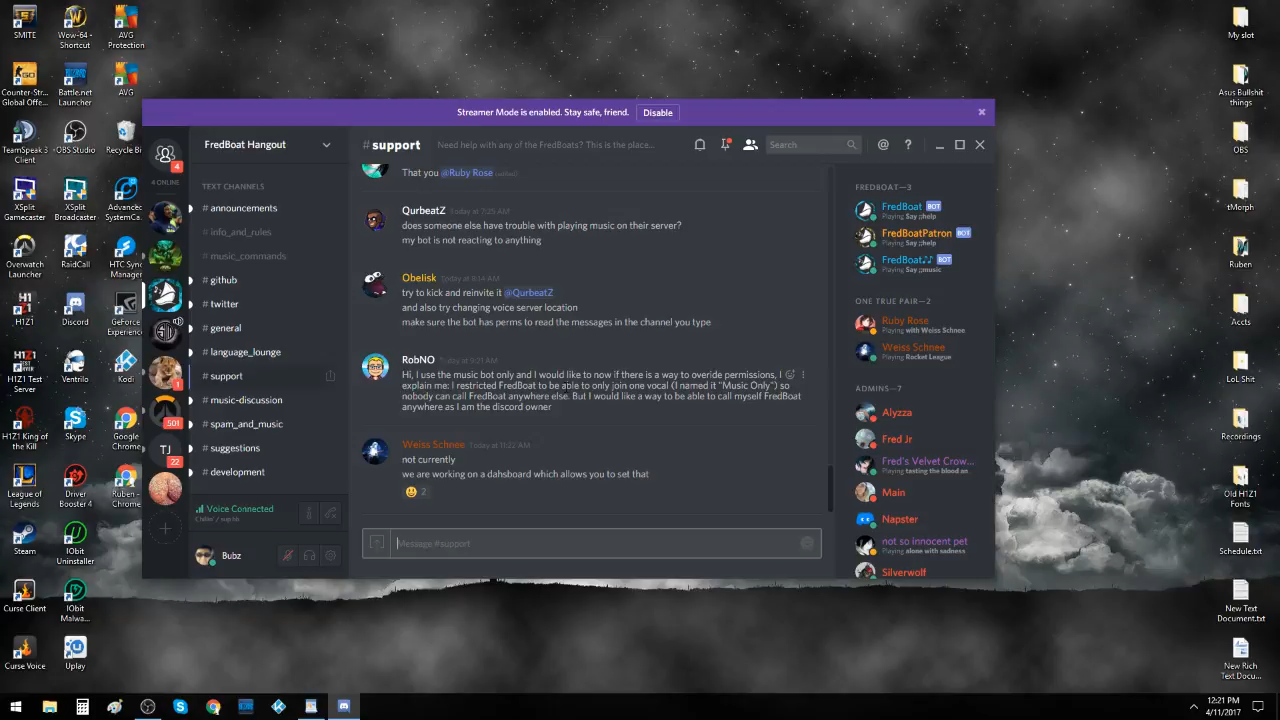 SMITE
Wow-64 -
Shortcut
AVG
Protection
Counter-Str...
Global Offe...
Battle.net
Launcher
AVG
TeamSpeak 3
Client
OBS Studio
Recycle Bin
XSplit
Gamecaster
XSplit
Broadcaster
Advanced
SystemCa...
Overwatch
Launcher
RaidCall
HTC Sync
Manager
H1Z1
Discord
GeForce
Experience
H1Z1 Test
Server
Ventrilo
Kodi
H1Z1 King of
the Kill
Skype
Google
Chrome
League of
Legends
Driver
Booster 4
Ruben -
Chrome
Steam
IObit
Uninstaller
Curse Client
IObit
Malwa...
Curse Voice
Uplay
Streamer Mode is enabled. Stay safe, friend.
Disable
4
4 ONLINE
1
501
TJ
22
FredBoat Hangout
TEXT CHANNELS
# announcements
# info_and_rules
# music_commands
# github
# twitter
# general
# language_lounge
# support
# music-discussion
# spam_and_music
# suggestions
# development
Voice Connected
Bubz
# support
Need help with any of the FredBoats? This is the place...
Search
@ ?
That you @Ruby Rose (edited)
QurbeatZ Today at 7:25 AM
does someone else have trouble with playing music on their server?
my bot is not reacting to anything
Obelisk Today at 8:14 AM
try to kick and reinvite it @QurbeatZ
and also try changing voice server location
make sure the bot has perms to read the messages in the channel you type
RobNO Today at 9:21 AM
Hi, I use the music bot only and I would like to now if there is a way to overide permissions, I
explain me: I restricted FredBoat to be able to only join one vocal (I named it "Music Only") so
nobody can call FredBoat anywhere else. But I would like a way to be able to call myself FredBoat
anywhere as I am the discord owner
Weiss Schnee Today at 11:22 AM
not currently
we are working on a dahsboard which allows you to set that
2
Message #support
FREDBOAT—3
FredBoat BOT
Playing Say ;;help
FredBoatPatron BOT
Playing Say ;;help
FredBoat♪♪ BOT
Playing Say ;;music
ONE TRUE PAIR—2
Ruby Rose
Playing with Weiss Schnee
Weiss Schnee
Playing Rocket League
ADMINS—7
Alyzza
Fred Jr
Fred's Velvet Crow...
Playing tasting the blood an...
Main
Napster
not so innocent pet
Playing alone with sadness
Silverwolf
My slot
Asus Bullshit
things
OBS
tMorph
Ruben
Accts
LoL Shit
Recordings
Old H1Z1
Fonts
Schedule.txt
New Text
Document.txt
New Rich
Text Docu...
12:21 PM
4/11/2017